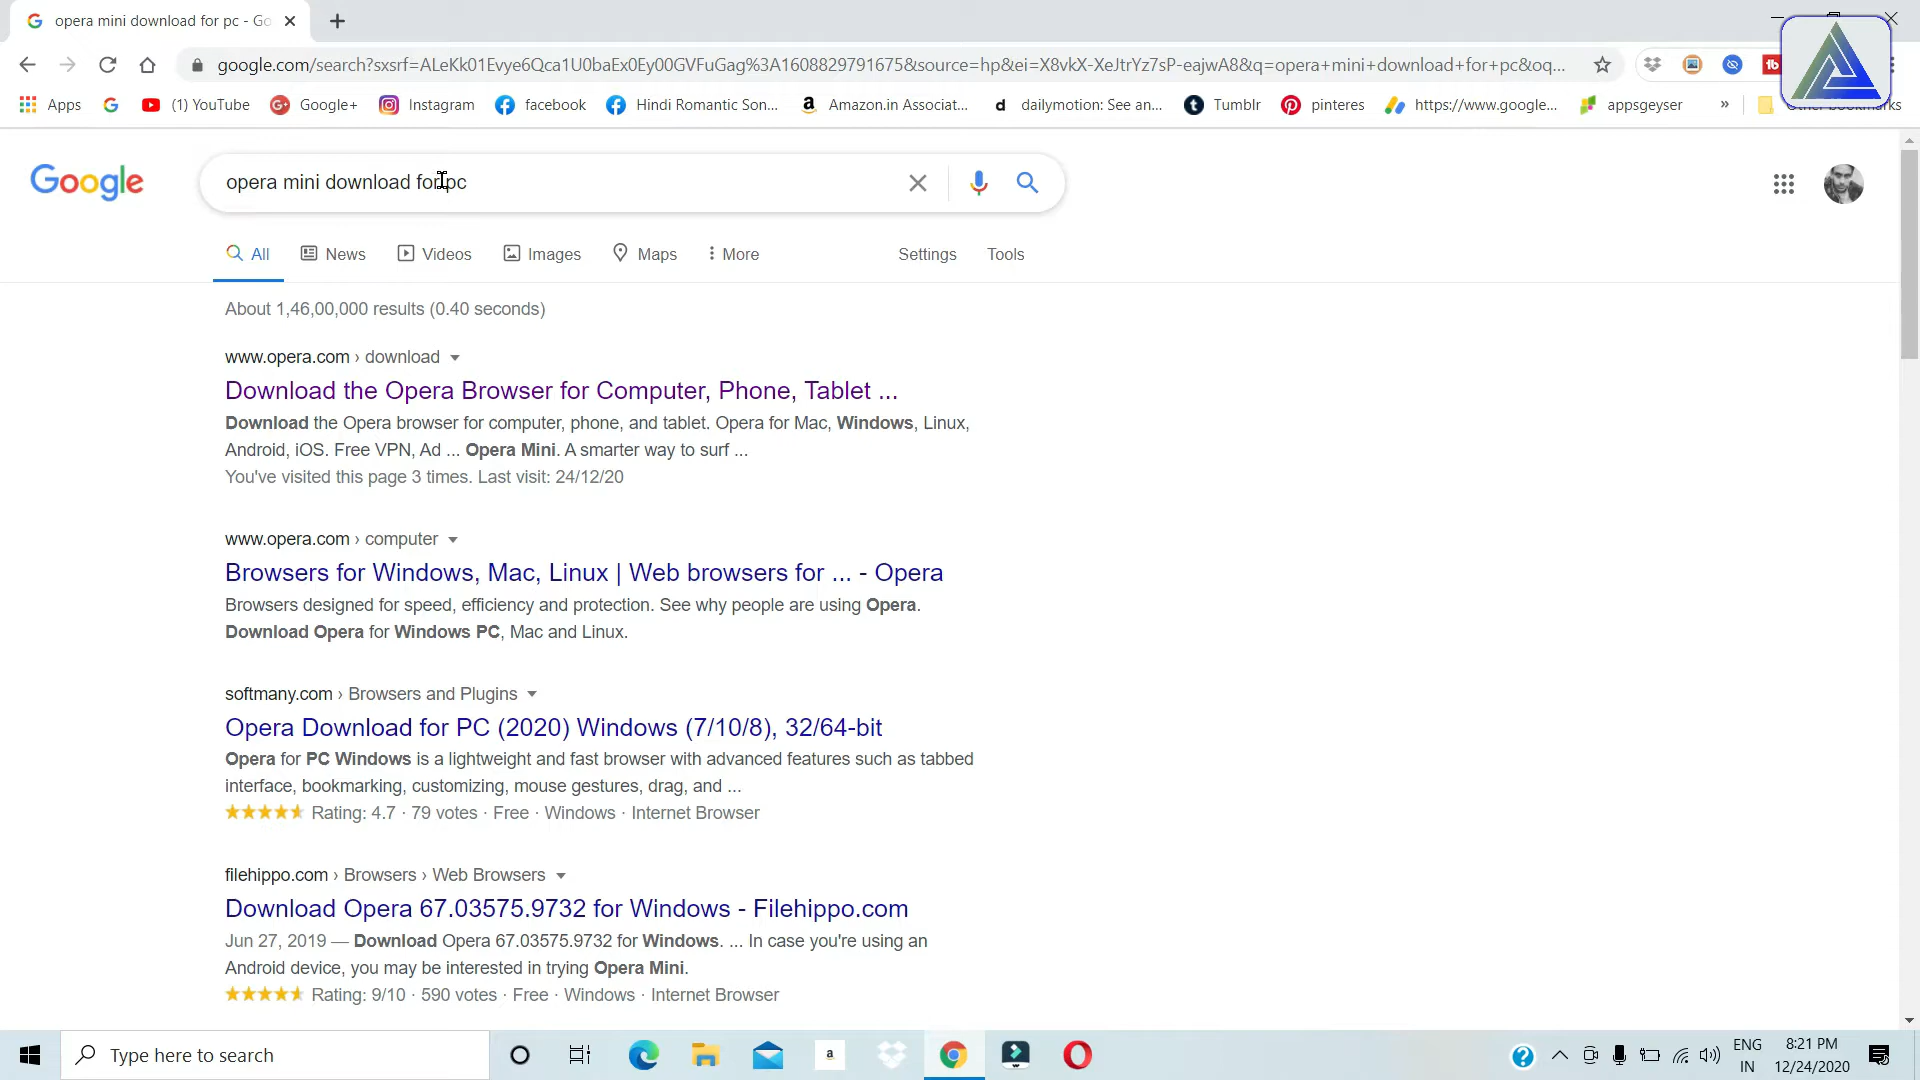 opera mini download for pc - Go
google.com/search?sxsrf=ALeKk01Evye6Qca1U0baEx0Ey00GVFuGag%3A1608829791675&source=hp&ei=X8vkX-XeJtrYz7sP-eajwA8&q=opera+mini+download+for+pc&oq...
Apps
(1) YouTube
Google+
Instagram
facebook
Hindi Romantic Son...
Amazon.in Associat...
dailymotion: See an...
Tumblr
pinteres
https://www.google...
appsgeyser
»
Other bookmarks
Google
opera mini download for pc
All
News
Videos
Images
Maps
More
Settings
Tools
About 1,46,00,000 results (0.40 seconds)
www.opera.com › download
Download the Opera Browser for Computer, Phone, Tablet ...
Download the Opera browser for computer, phone, and tablet. Opera for Mac, Windows, Linux,
Android, iOS. Free VPN, Ad ... Opera Mini. A smarter way to surf ...
You've visited this page 3 times. Last visit: 24/12/20
www.opera.com › computer
Browsers for Windows, Mac, Linux | Web browsers for ... - Opera
Browsers designed for speed, efficiency and protection. See why people are using Opera.
Download Opera for Windows PC, Mac and Linux.
softmany.com › Browsers and Plugins
Opera Download for PC (2020) Windows (7/10/8), 32/64-bit
Opera for PC Windows is a lightweight and fast browser with advanced features such as tabbed
interface, bookmarking, customizing, mouse gestures, drag, and ...
Rating: 4.7 · 79 votes · Free · Windows · Internet Browser
filehippo.com › Browsers › Web Browsers
Download Opera 67.03575.9732 for Windows - Filehippo.com
Jun 27, 2019 — Download Opera 67.03575.9732 for Windows. ... In case you're using an
Android device, you may be interested in trying Opera Mini.
Rating: 9/10 · 590 votes · Free · Windows · Internet Browser
Type here to search
ENG
IN
8:21 PM
12/24/2020